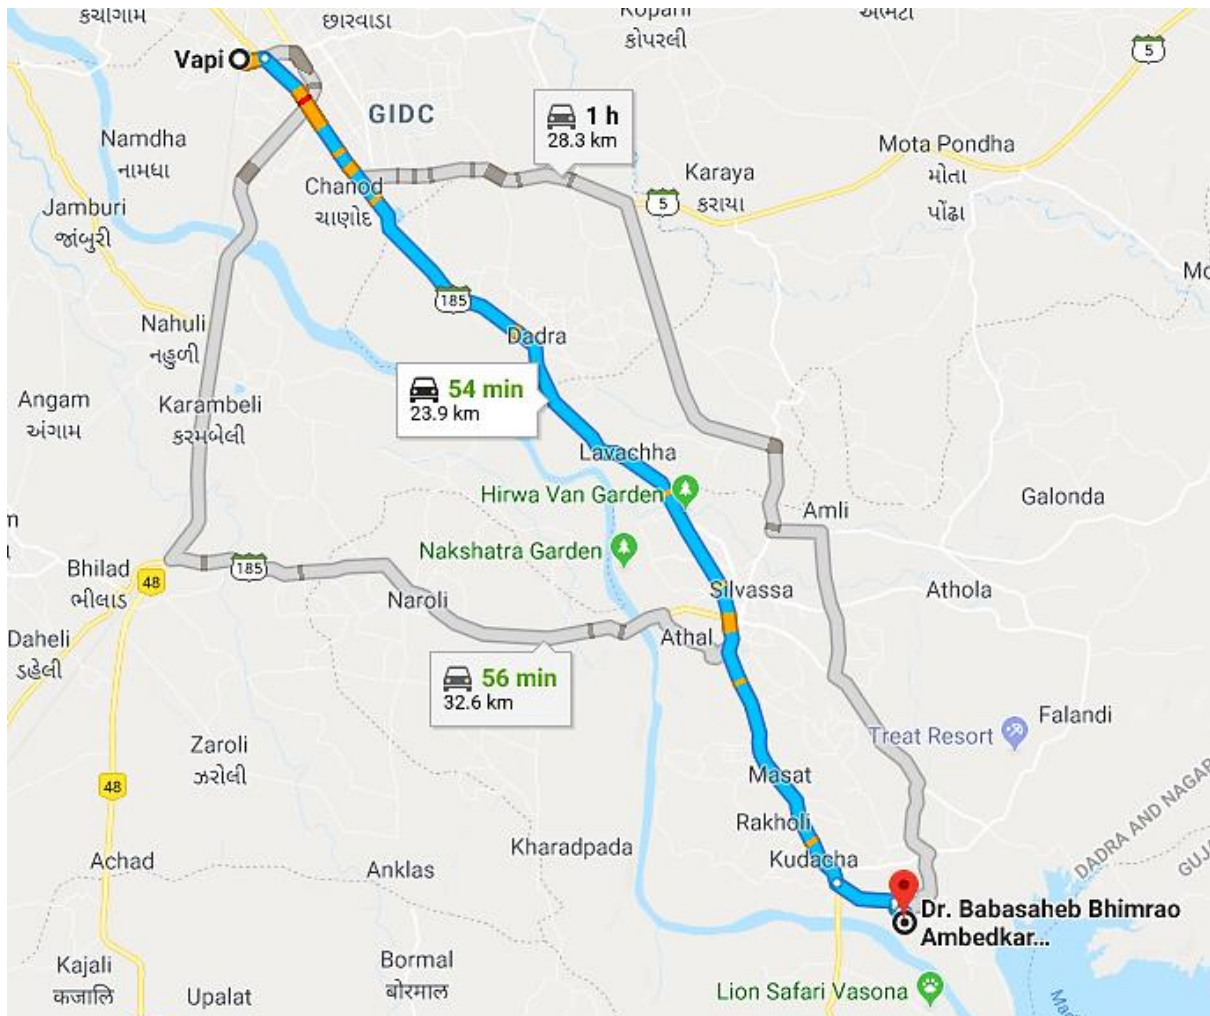 કચીગામ
છારવાડા
Koparli
કોપરલી
અંભેટી
Vapi
5
GIDC
1 h
28.3 km
Namdha
નામધા
Mota Pondha
મોતા
પોંઢા
Karaya
કરાયા
5
Chanod
ચાણોદ
Jamburi
જાંબુરી
185
Nahuli
નહુળી
Dadra
54 min
23.9 km
Angam
અંગામ
Karambeli
કરમબેલી
Lavachha
Hirwa Van Garden
Galonda
Amli
Nakshatra Garden
Bhilad
ભીલાડ
48
185
Naroli
Silvassa
Athola
Daheli
ડહેલી
Athal
56 min
32.6 km
Falandi
Treat Resort
Zaroli
ઝરોલી
48
Masat
DADRA AND NAGAR
Rakholi
Kharadpada
Kudacha
Achad
Anklas
Dr. Babasaheb Bhimrao
Ambedkar...
Kajali
कजालि
Bormal
બોરમાલ
Upalat
Lion Safari Vasona